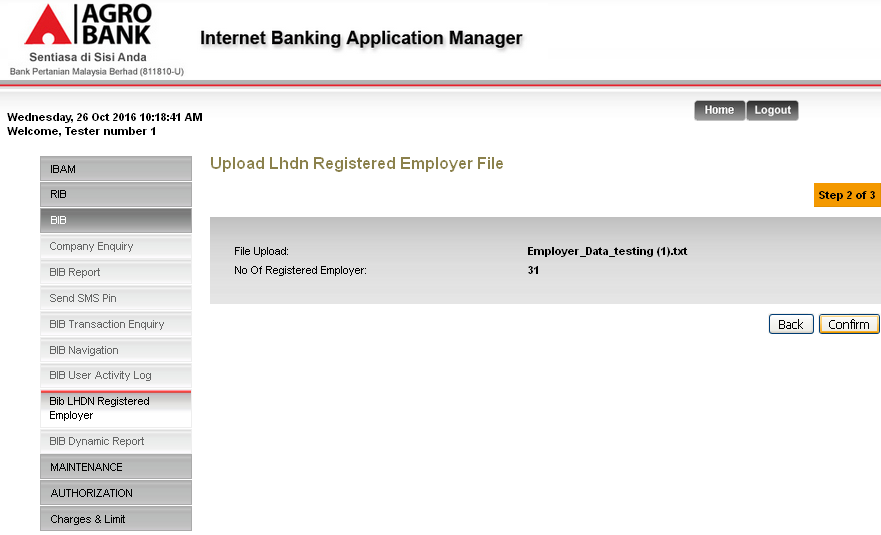 AGRO
BANK
Sentiasa di Sisi Anda
Bank Pertanian Malaysia Berhad (811810-U)
Internet Banking Application Manager
Home
Logout
Wednesday, 26 Oct 2016 10:18:41 AM
Welcome, Tester number 1
IBAM
RIB
BIB
Company Enquiry
BIB Report
Send SMS Pin
BIB Transaction Enquiry
BIB Navigation
BIB User Activity Log
Bib LHDN Registered
Employer
BIB Dynamic Report
MAINTENANCE
AUTHORIZATION
Charges & Limit
Upload Lhdn Registered Employer File
Step 2 of 3
File Upload: Employer_Data_testing (1).txt
No Of Registered Employer: 31
Back
Confirm